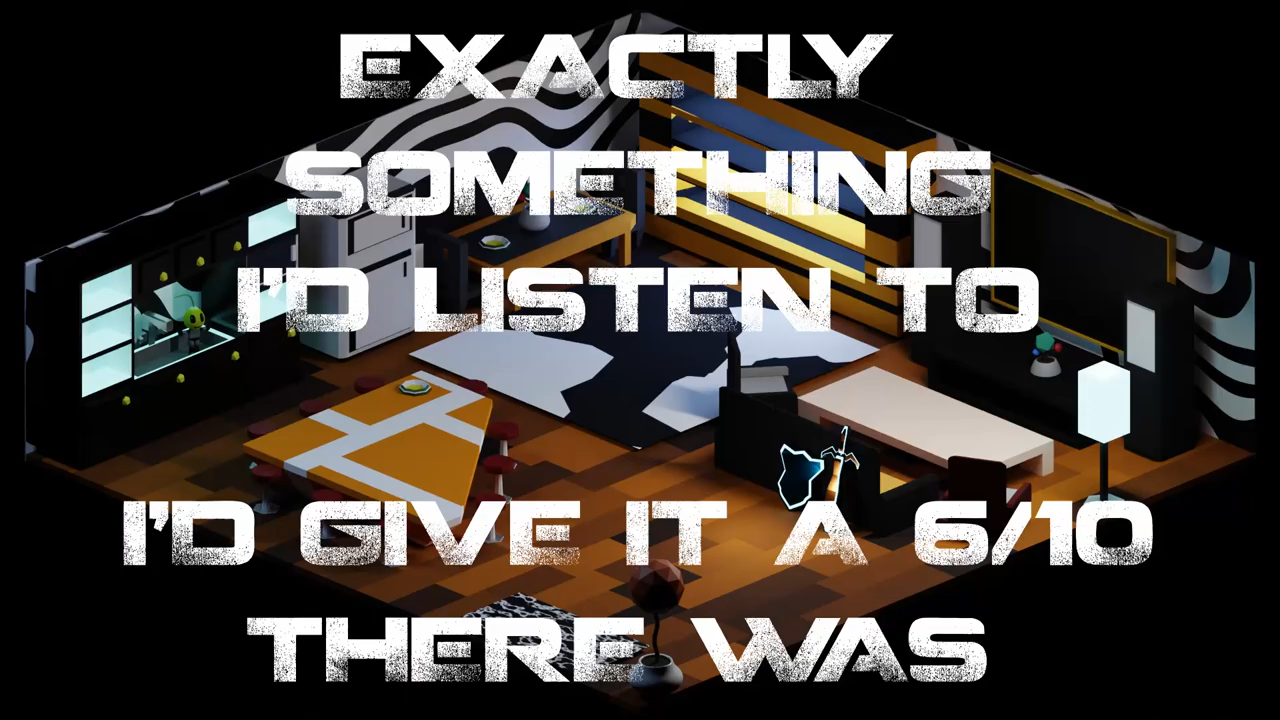 EXACTLY
SOMETHING
I'D LISTEN TO
I'D GIVE IT A 6/10
THERE WAS